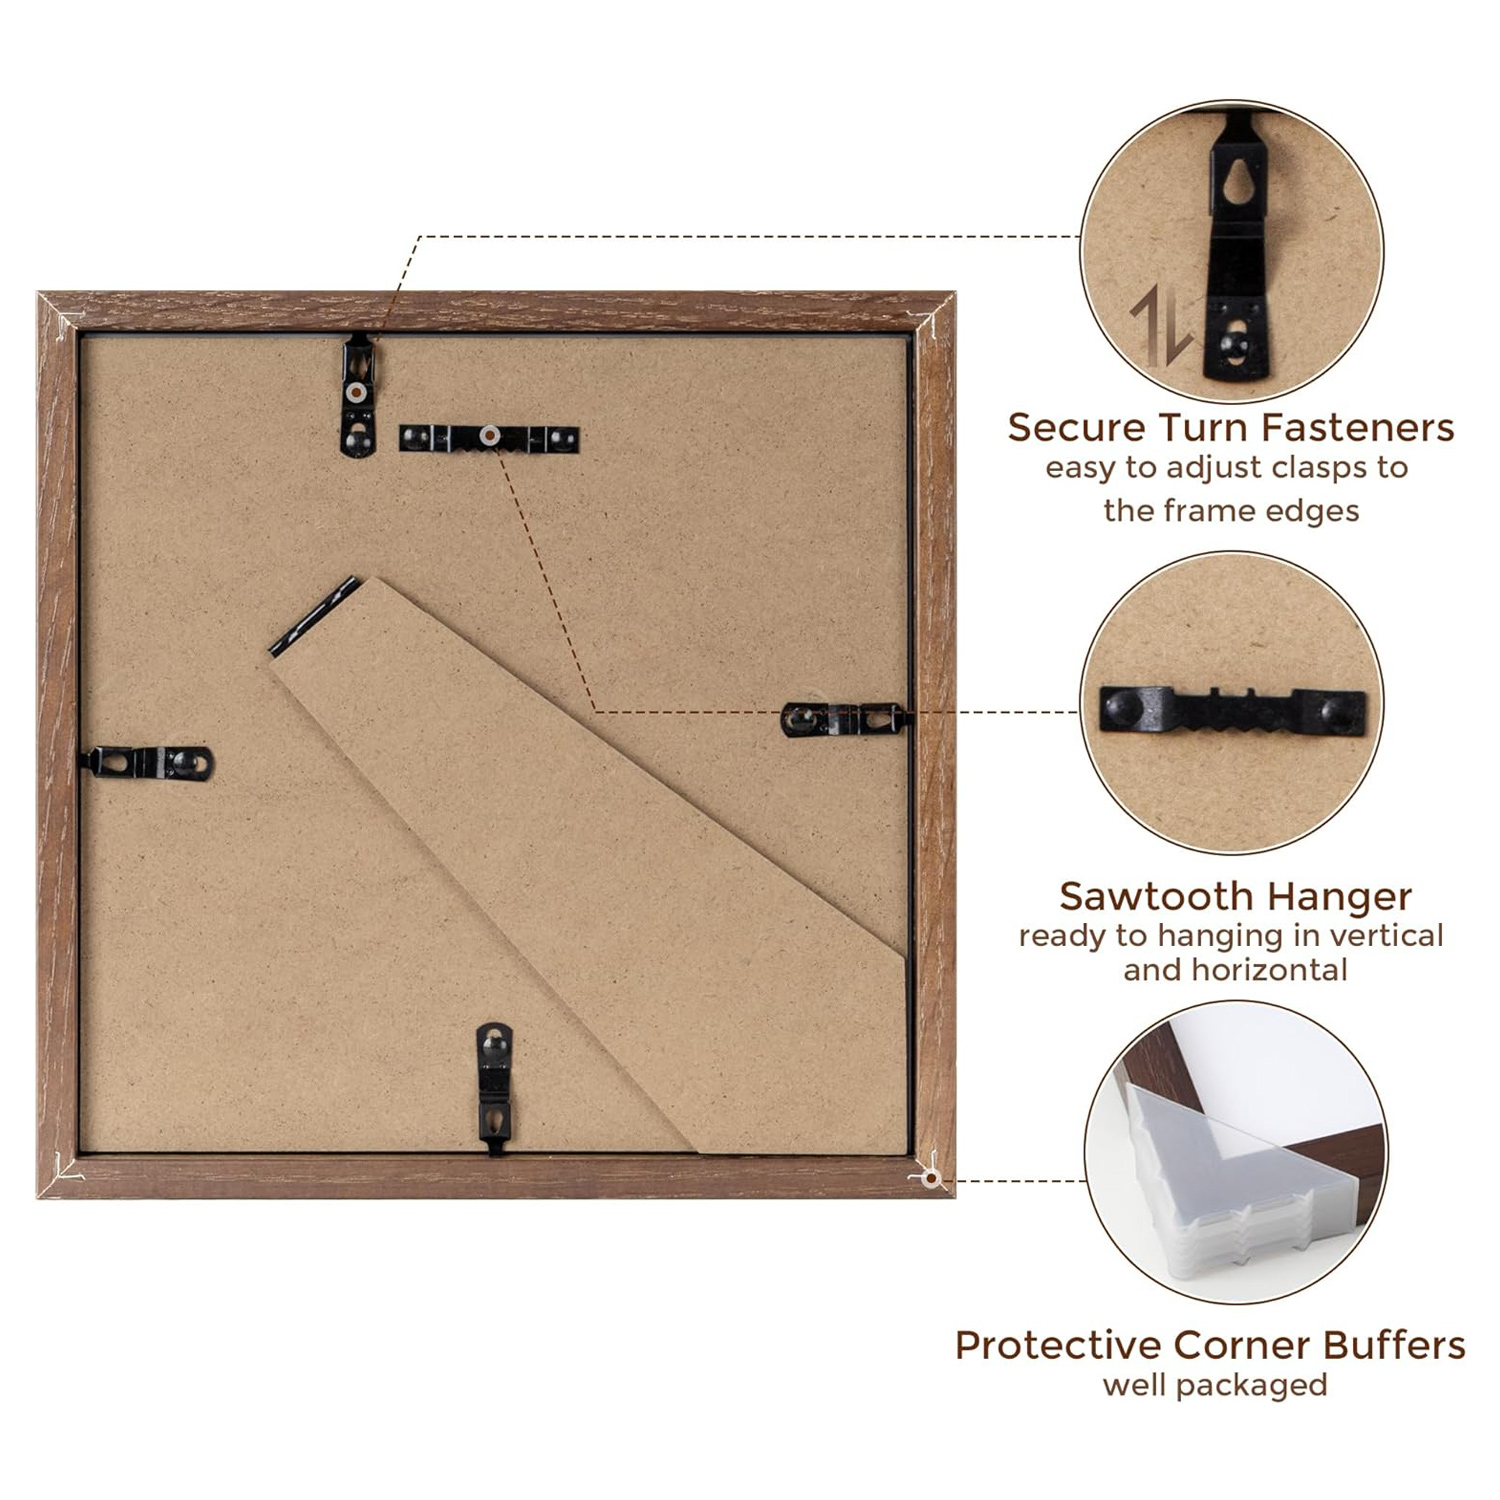 Secure Turn Fasteners
easy to adjust clasps to
the frame edges
Sawtooth Hanger
ready to hanging in vertical
and horizontal
Protective Corner Buffers
well packaged